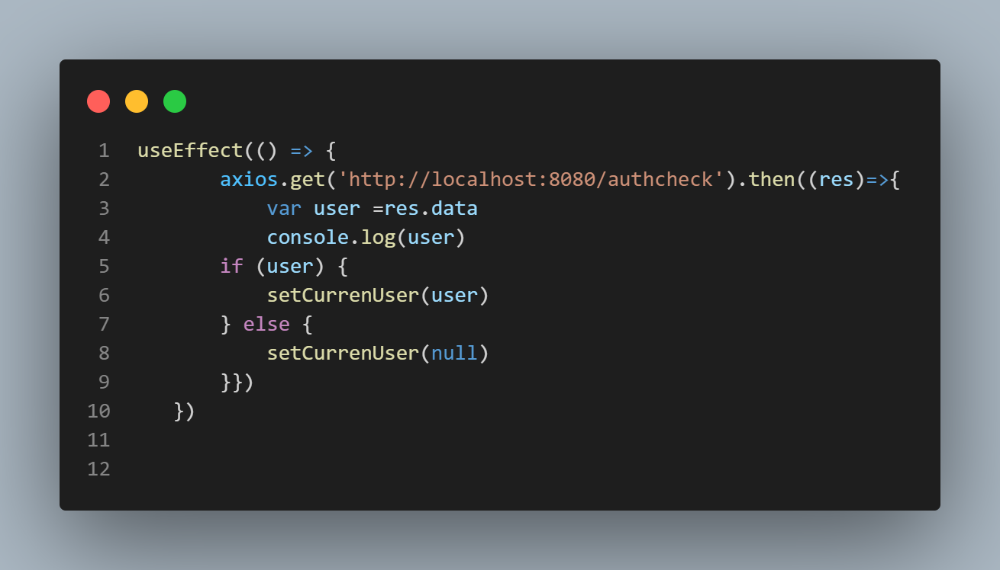 1 useEffect(() => {
2 axios.get('http://localhost:8080/authcheck').then((res)=>{
3 var user =res.data
4 console.log(user)
5 if (user) {
6 setCurrenUser(user)
7 } else {
8 setCurrenUser(null)
9 }})
10 })
11
12